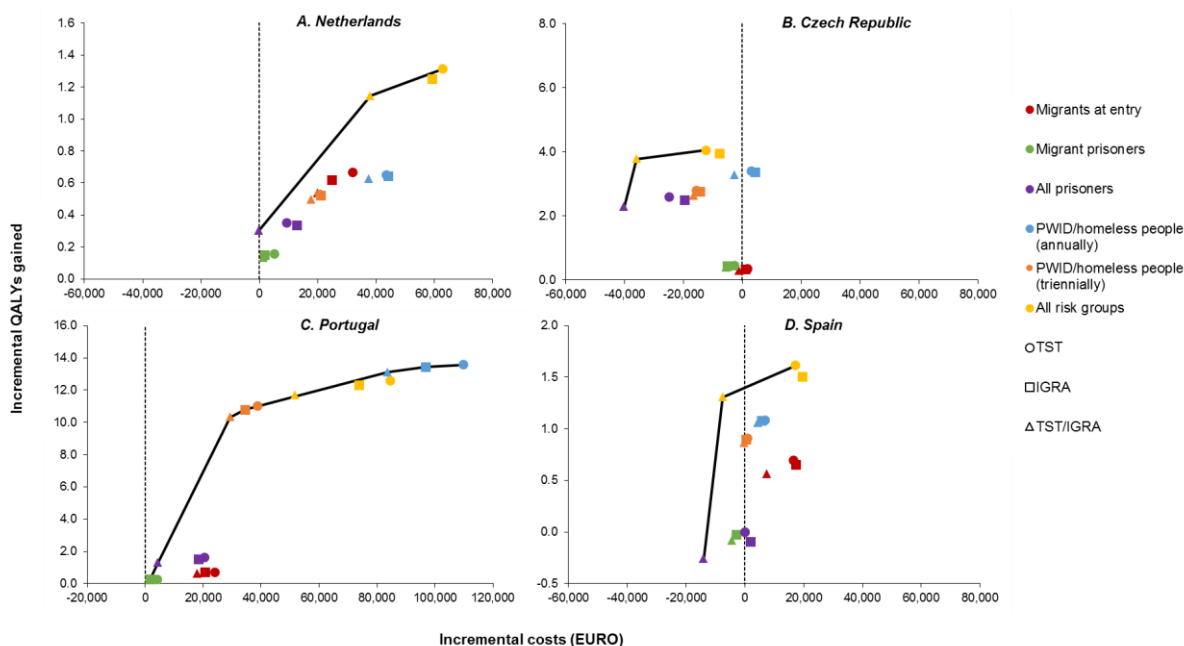 A. Netherlands
1.6
1.4
1.2
1.0
0.8
0.6
0.4
0.2
0.0
-60,000 -40,000 -20,000 0 20,000 40,000 60,000 80,000
B. Czech Republic
8.0
6.0
4.0
2.0
0.0
-60,000 -40,000 -20,000 0 20,000 40,000 60,000 80,000
C. Portugal
16.0
14.0
12.0
10.0
8.0
6.0
4.0
2.0
0.0
-20,000 0 20,000 40,000 60,000 80,000 100,000 120,000
D. Spain
2.0
1.5
1.0
0.5
0.0
-0.5
-60,000 -40,000 -20,000 0 20,000 40,000 60,000 80,000
Incremental QALYs gained
Incremental costs (EURO)
Migrants at entry
Migrant prisoners
All prisoners
PWID/homeless people
(annually)
PWID/homeless people
(triennially)
All risk groups
TST
IGRA
TST/IGRA